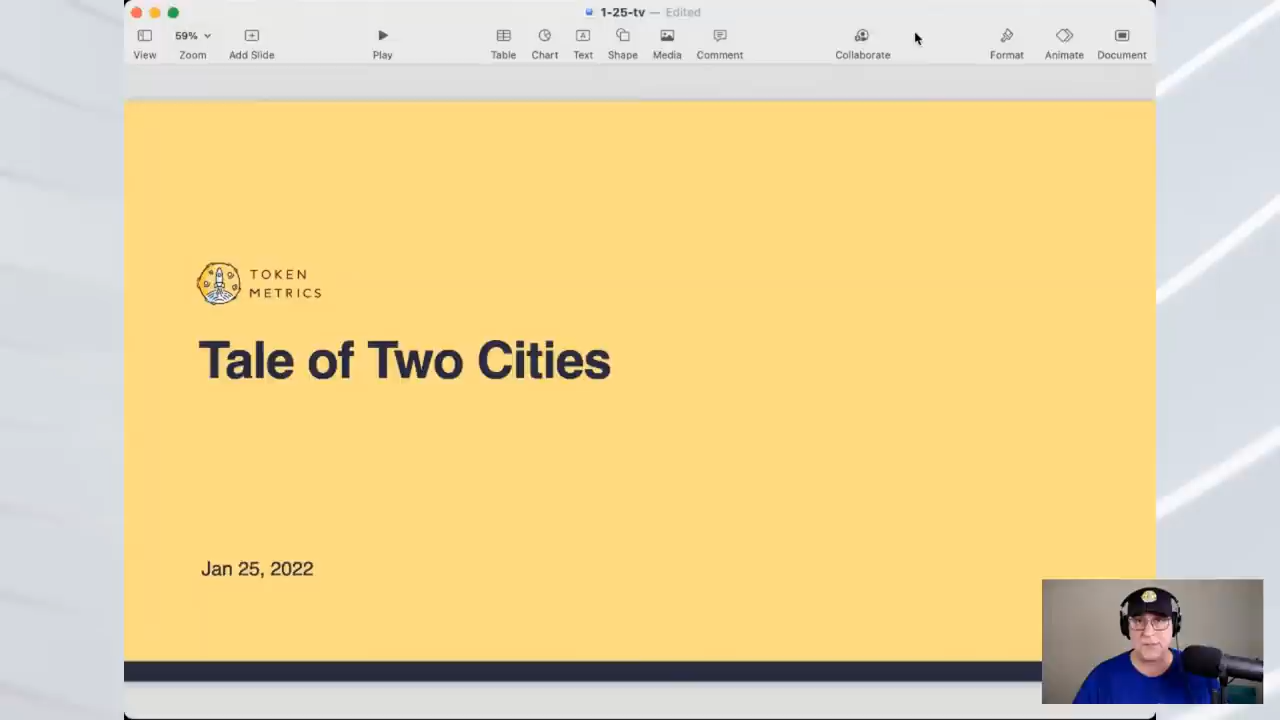 1-25-tv — Edited
59%
View Zoom Add Slide Play Table Chart Text Shape Media Comment Collaborate Format Animate Document
TOKEN
METRICS
Tale of Two Cities
Jan 25, 2022